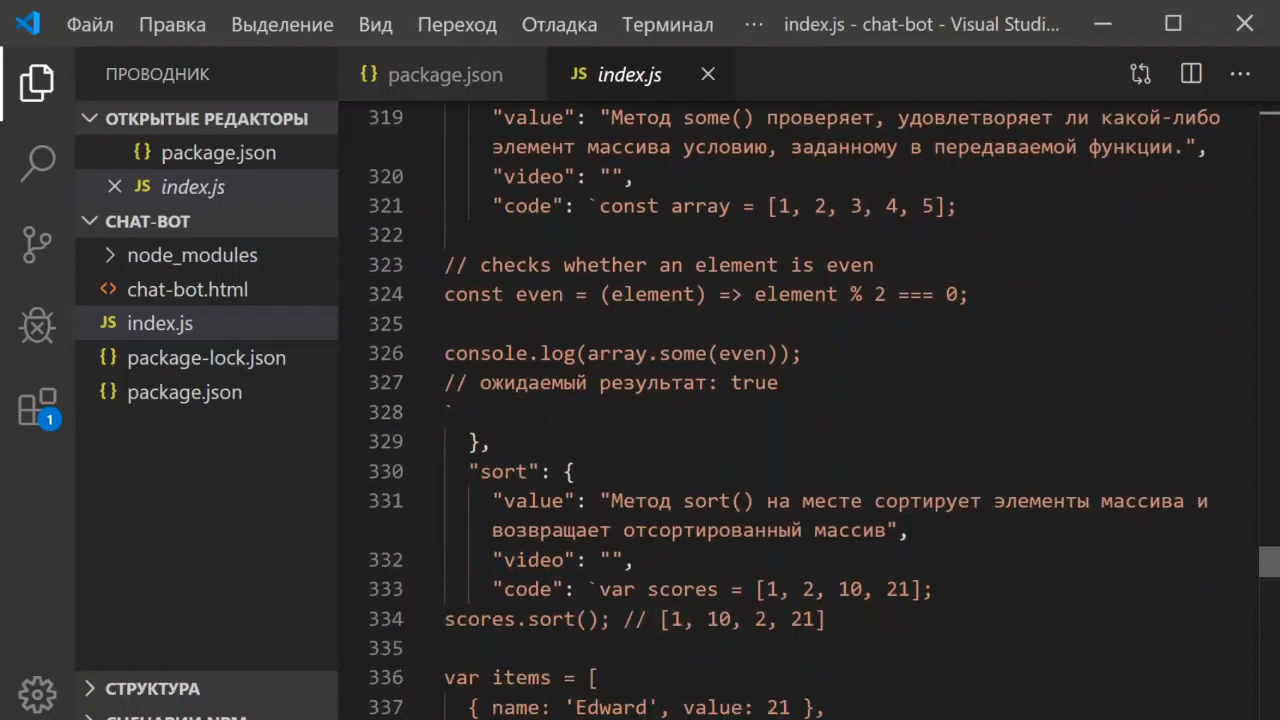 Файл Правка Выделение Вид Переход Отладка Терминал ··· index.js - chat-bot - Visual Studi...
ПРОВОДНИК
ОТКРЫТЫЕ РЕДАКТОРЫ
{} package.json
JS index.js
CHAT-BOT
node_modules
<> chat-bot.html
JS index.js
{} package-lock.json
{} package.json
1
СТРУКТУРА
СЦЕНАРИИ NPM
{} package.json JS index.js
319 "value": "Метод some() проверяет, удовлетворяет ли какой-либо
элемент массива условию, заданному в передаваемой функции.",
320 "video": "",
321 "code": `const array = [1, 2, 3, 4, 5];
322
323 // checks whether an element is even
324 const even = (element) => element % 2 === 0;
325
326 console.log(array.some(even));
327 // ожидаемый результат: true
328 `
329 },
330 "sort": {
331 "value": "Метод sort() на месте сортирует элементы массива и
возвращает отсортированный массив",
332 "video": "",
333 "code": `var scores = [1, 2, 10, 21];
334 scores.sort(); // [1, 10, 2, 21]
335
336 var items = [
337 { name: 'Edward', value: 21 },